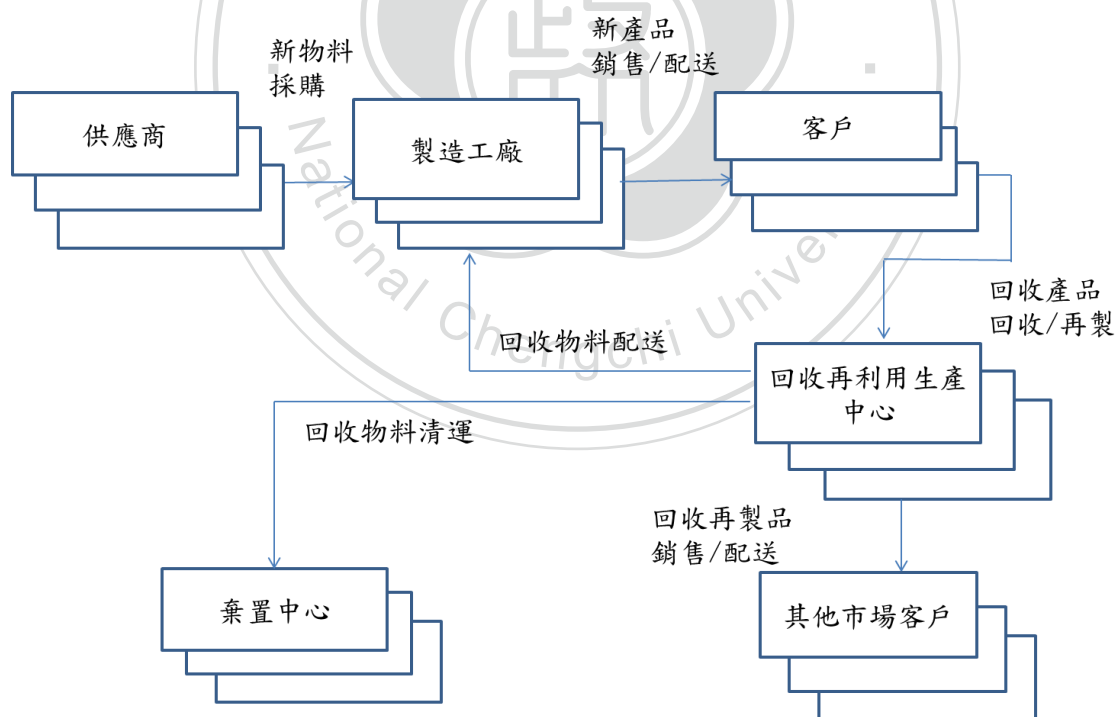 新物料
採購
新產品
銷售/配送
供應商
製造工廠
客戶
回收產品
回收/再製
回收物料配送
回收再利用生產
中心
回收物料清運
回收再製品
銷售/配送
棄置中心
其他市場客戶
National Chengchi Univer